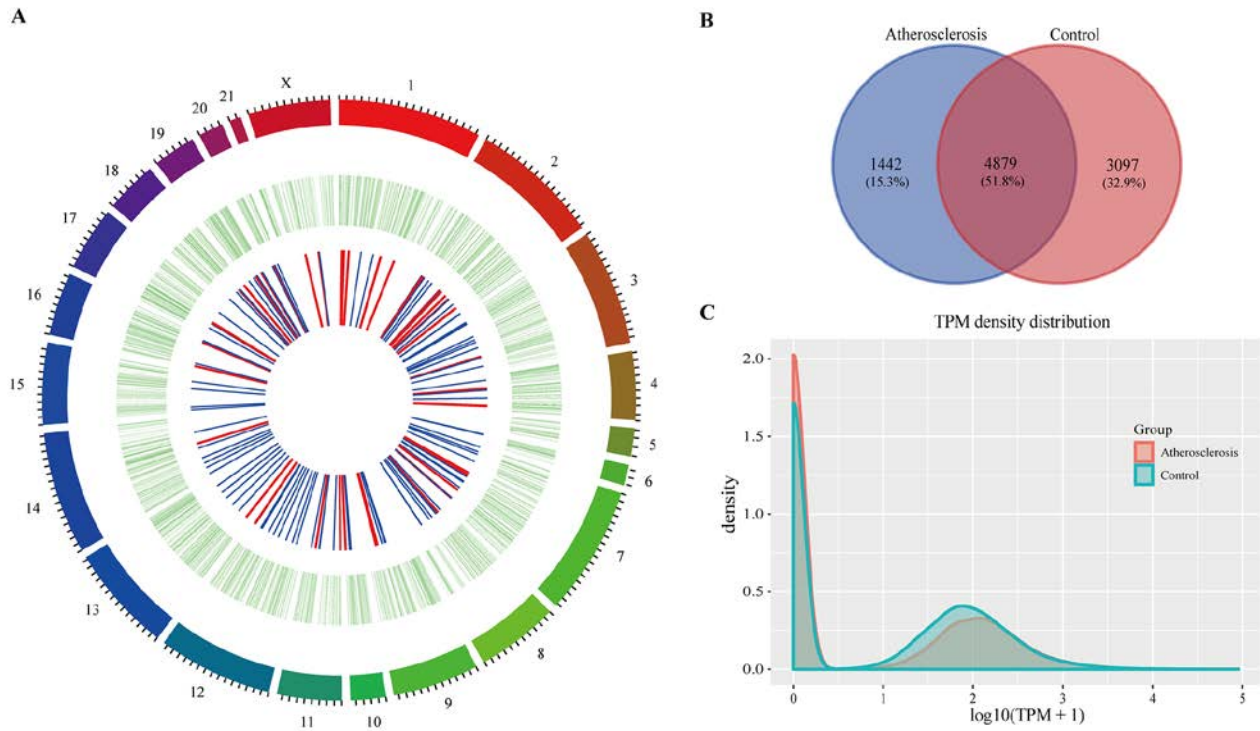 A
X
1
2
3
4
5
6
7
8
9
10
11
12
13
14
15
16
17
18
19
20
21
B
Atherosclerosis Control
1442 4879 3097
(15.3%) (51.8%) (32.9%)
C
TPM density distribution
2.0
1.5
1.0
0.5
0.0
density
Group
Atherosclerosis
Control
0 1 2 3 4 5
log10(TPM + 1)